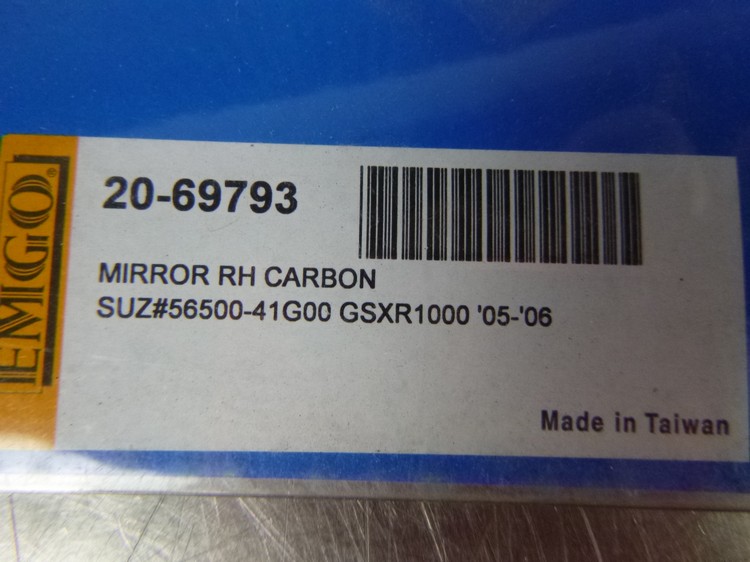 EMGO®
20-69793
MIRROR RH CARBON
SUZ#56500-41G00 GSXR1000 '05-'06
Made in Taiwan